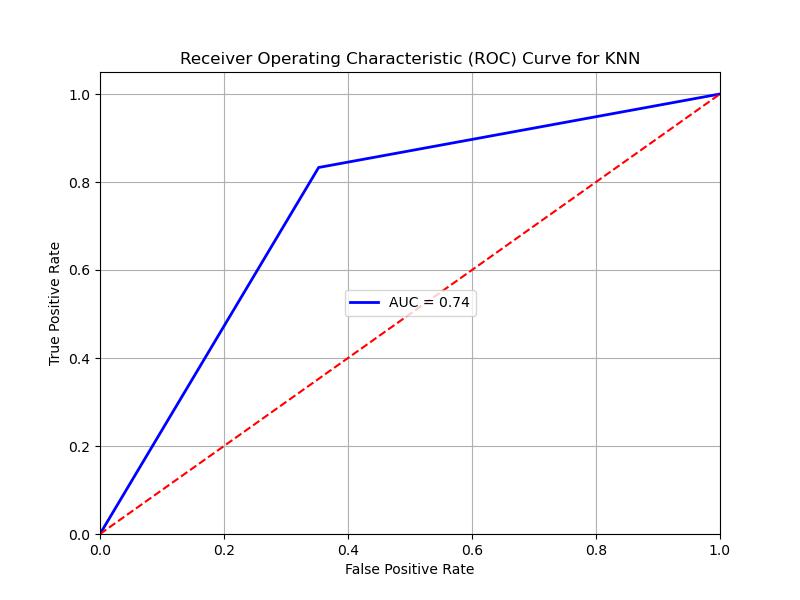 Receiver Operating Characteristic (ROC) Curve for KNN
1.0
0.8
0.6
0.4
0.2
0.0
True Positive Rate
AUC = 0.74
0.0 0.2 0.4 0.6 0.8 1.0
False Positive Rate